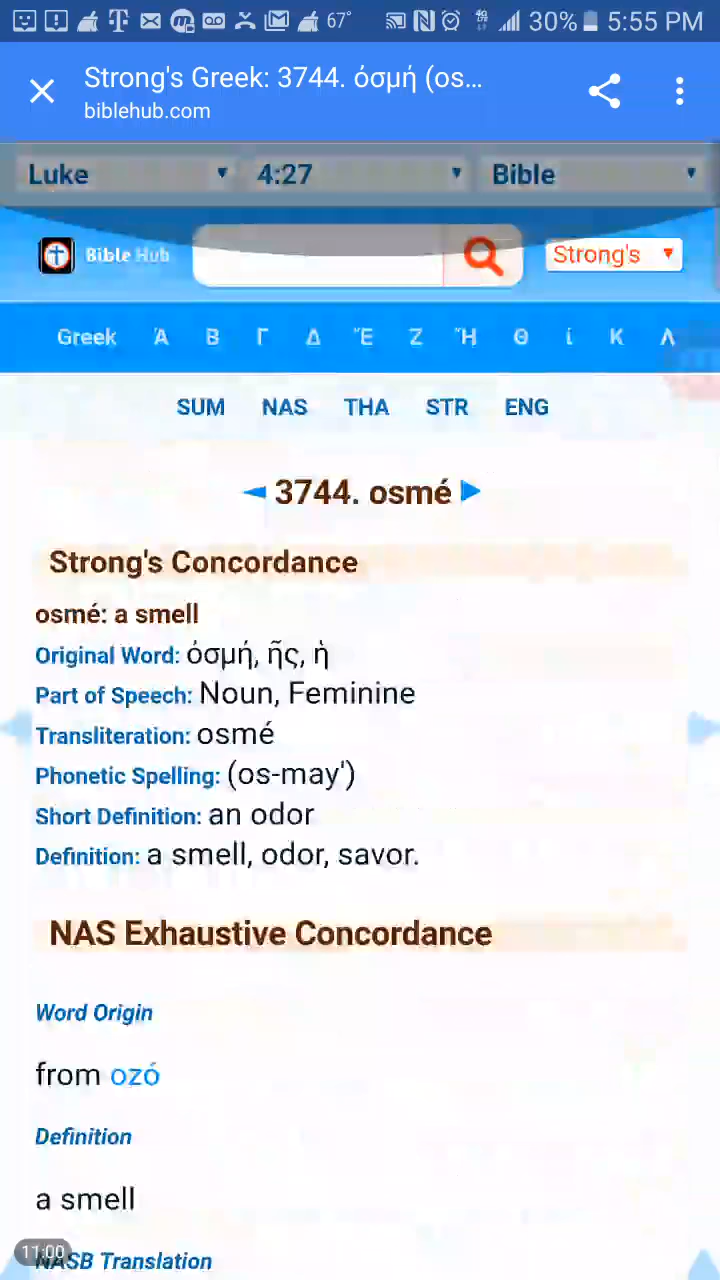 67° 4G LTE 30% 5:55 PM
Strong's Greek: 3744. ὀσμή (os…
biblehub.com
Luke 4:27 Bible
Bible Hub Strong's
Greek Ἀ Β Γ Δ Ἔ Ζ Ἤ Θ ἰ Κ Λ
SUM NAS THA STR ENG
3744. osmé
Strong's Concordance
osmé: a smell
Original Word: ὀσμή, ῆς, ἡ
Part of Speech: Noun, Feminine
Transliteration: osmé
Phonetic Spelling: (os-may')
Short Definition: an odor
Definition: a smell, odor, savor.
NAS Exhaustive Concordance
Word Origin
from ozó
Definition
a smell
11:00
NASB Translation